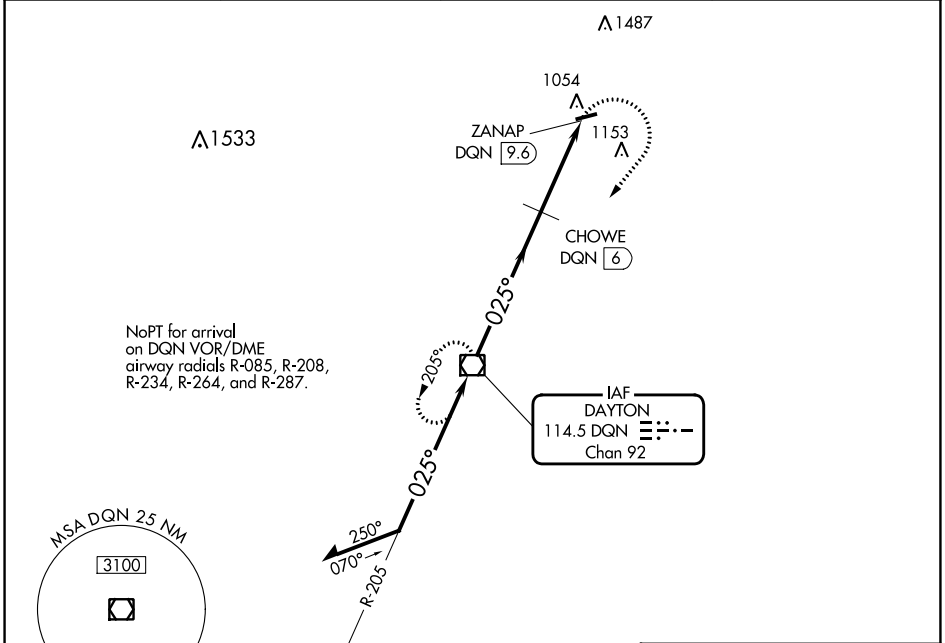 1487
1054
1533
ZANAP
DQN 9.6
1153
CHOWE
DQN 6
025°
NoPT for arrival
on DQN VOR/DME
airway radials R-085, R-208,
R-234, R-264, and R-287.
205°
IAF
DAYTON
114.5 DQN
Chan 92
025°
MSA DQN 25 NM
3100
250°
070°
R-205